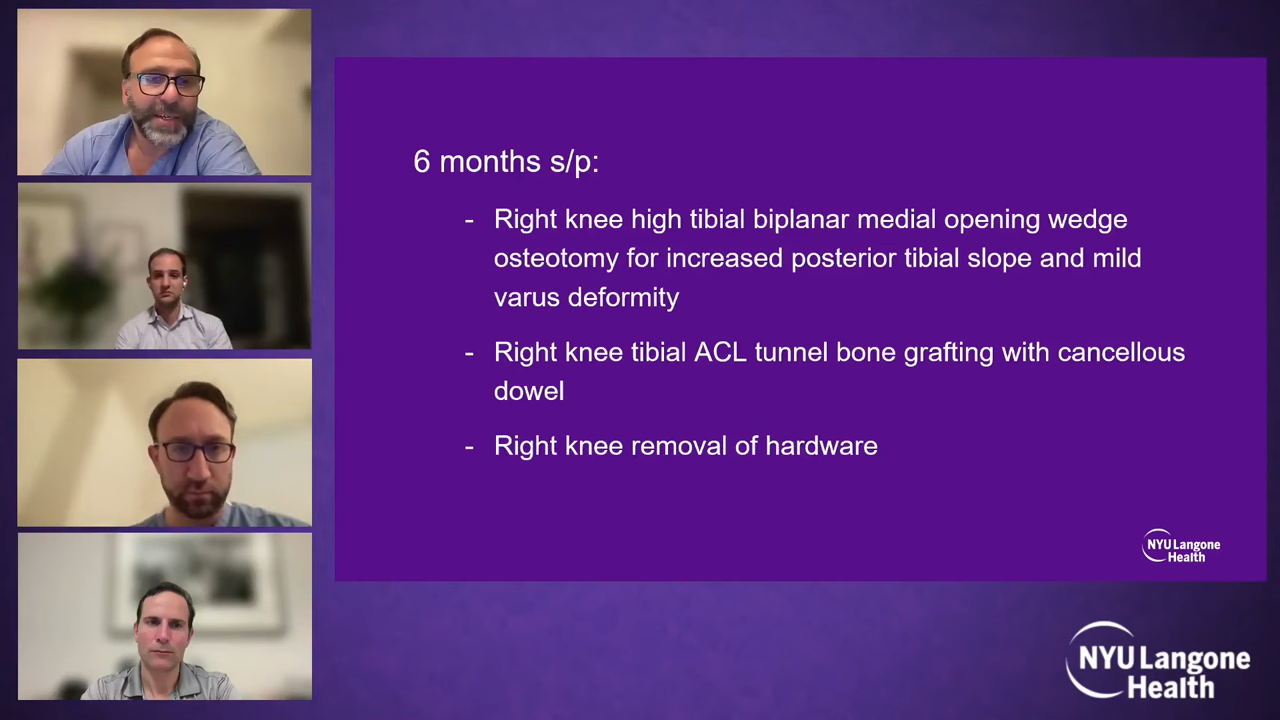 6 months s/p:
- Right knee high tibial biplanar medial opening wedge
osteotomy for increased posterior tibial slope and mild
varus deformity
- Right knee tibial ACL tunnel bone grafting with cancellous
dowel
- Right knee removal of hardware
NYU Langone
Health
NYU Langone
Health